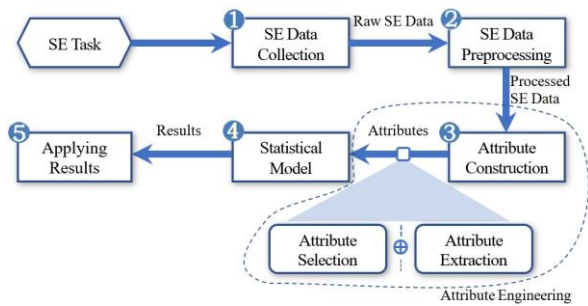 SE Task
1
SE Data
Collection
Raw SE Data
2
SE Data
Preprocessing
Processed
SE Data
5
Applying
Results
Results
4
Statistical
Model
Attributes
3
Attribute
Construction
Attribute
Selection
⊕
Attribute
Extraction
Attribute Engineering